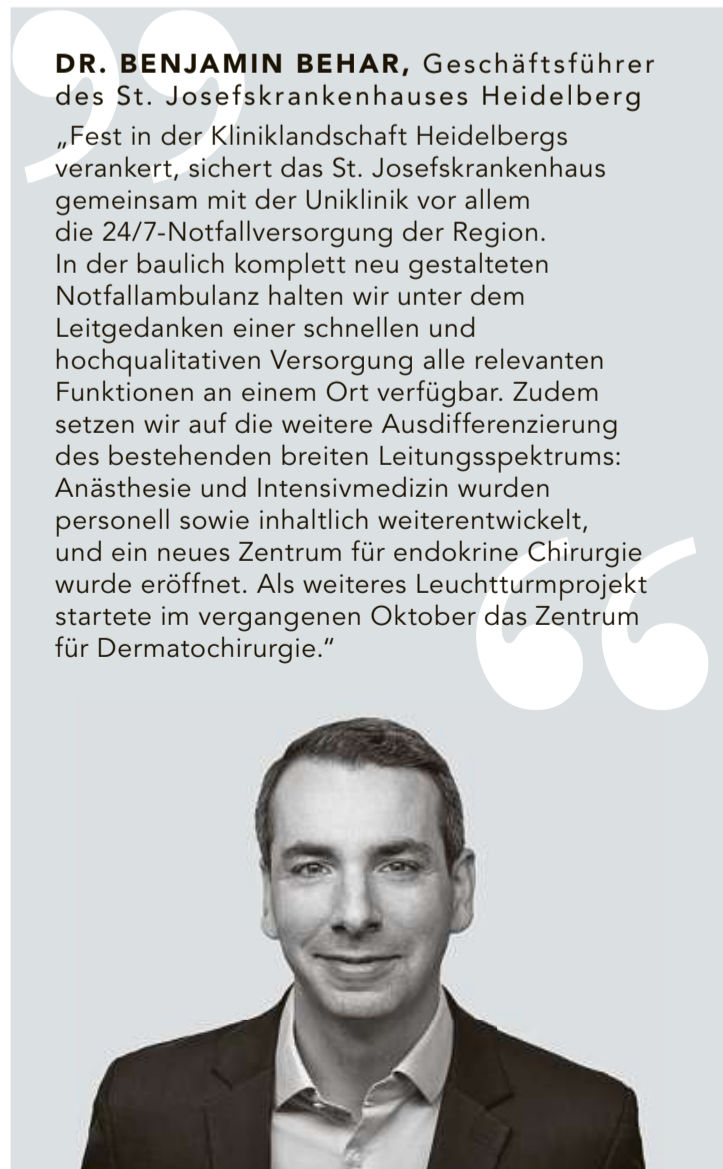 DR. BENJAMIN BEHAR, Geschäftsführer
des St. Josefskrankenhauses Heidelberg
„Fest in der Kliniklandschaft Heidelbergs
verankert, sichert das St. Josefskrankenhaus
gemeinsam mit der Uniklinik vor allem
die 24/7-Notfallversorgung der Region.
In der baulich komplett neu gestalteten
Notfallambulanz halten wir unter dem
Leitgedanken einer schnellen und
hochqualitativen Versorgung alle relevanten
Funktionen an einem Ort verfügbar. Zudem
setzen wir auf die weitere Ausdifferenzierung
des bestehenden breiten Leitungsspektrums:
Anästhesie und Intensivmedizin wurden
personell sowie inhaltlich weiterentwickelt,
und ein neues Zentrum für endokrine Chirurgie
wurde eröffnet. Als weiteres Leuchtturmprojekt
startete im vergangenen Oktober das Zentrum
für Dermatochirurgie.“